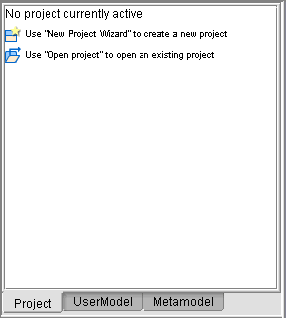 No project currently active
Use "New Project Wizard" to create a new project
Use "Open project" to open an existing project
Project UserModel Metamodel